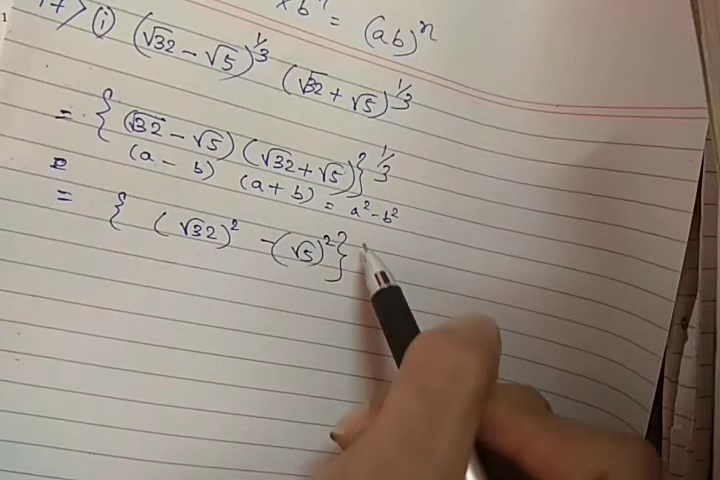 × b^n = (ab)^n
17 > (i) (√32 - √5)^1/3 (√32 + √5)^1/3
= { (√32 - √5) (√32 + √5) }^1/3
(a - b) (a + b) = a² - b²
= { (√32)² - (√5)² }